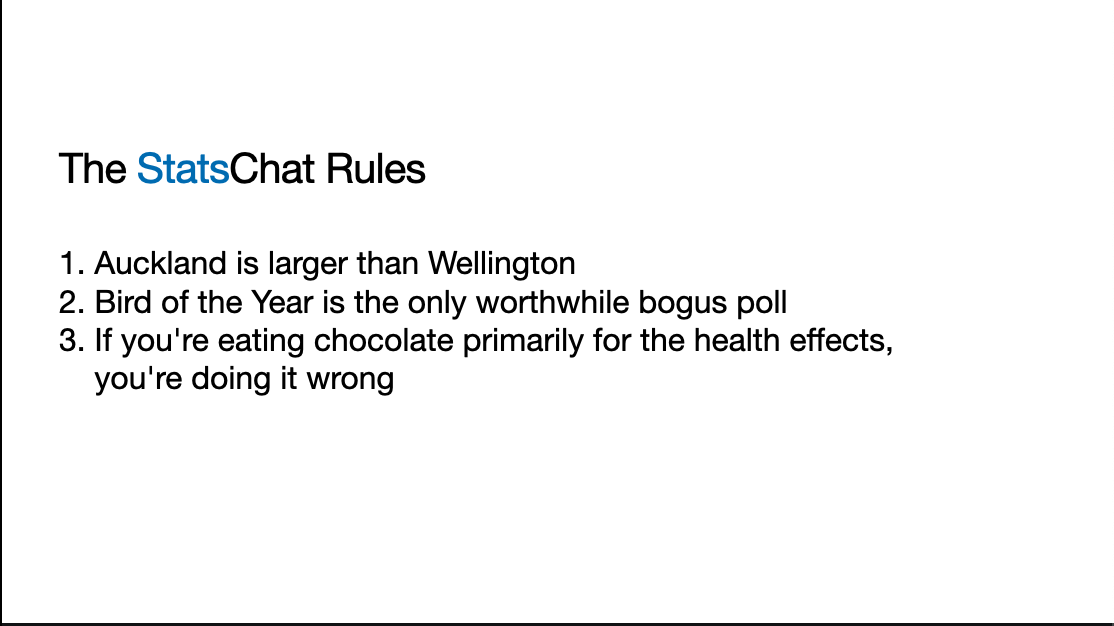 The StatsChat Rules
1. Auckland is larger than Wellington
2. Bird of the Year is the only worthwhile bogus poll
3. If you're eating chocolate primarily for the health effects,
you're doing it wrong